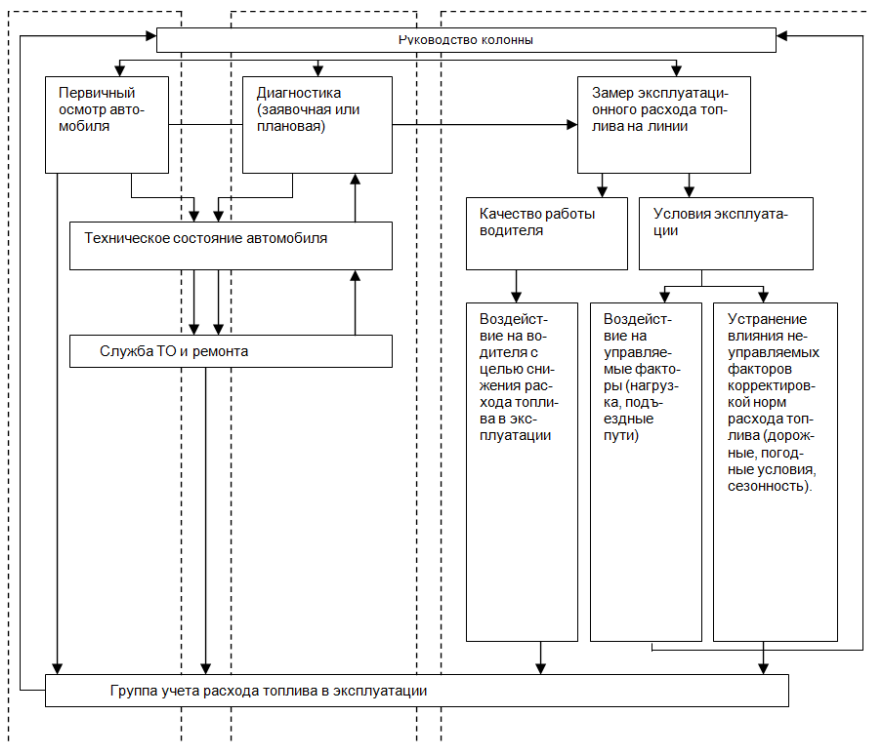 Руководство колонны
Первичный
осмотр авто-
мобиля
Диагностика
(заявочная или
плановая)
Замер эксплуатаци-
онного расхода топ-
лива на линии
Качество работы
водителя
Условия эксплуата-
ции
Техническое состояние автомобиля
Служба ТО и ремонта
Воздейст-
вие на во-
дителя с
целью сни-
жения рас-
хода топли-
ва в экс-
плуатации
Воздейст-
вие на
управляе-
мые факто-
ры (нагруз-
ка, подъ-
ездные
пути)
Устранение
влияния не-
управляемых
факторов
корректиров-
кой норм
расхода топ-
лива (дорож-
ные, погод-
ные условия,
сезонность).
Группа учета расхода топлива в эксплуатации